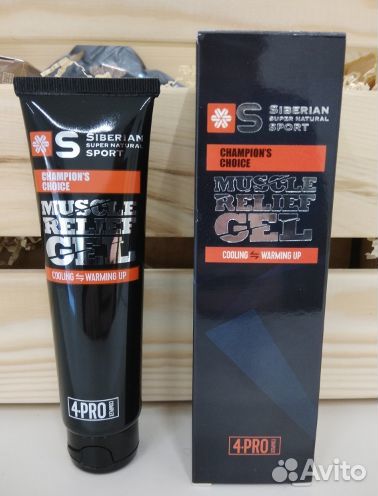 SIBERIAN
SUPER NATURAL
SPORT
CHAMPION'S
CHOICE
MUSCLE
RELIEF
GEL
COOLING ⇋ WARMING UP
4-PRO
SIBERIAN
SUPER NATURAL
SPORT
CHAMPION'S
CHOICE
MUSCLE
RELIEF
GEL
COOLING ⇋ WARMING UP
4-PRO
Avito